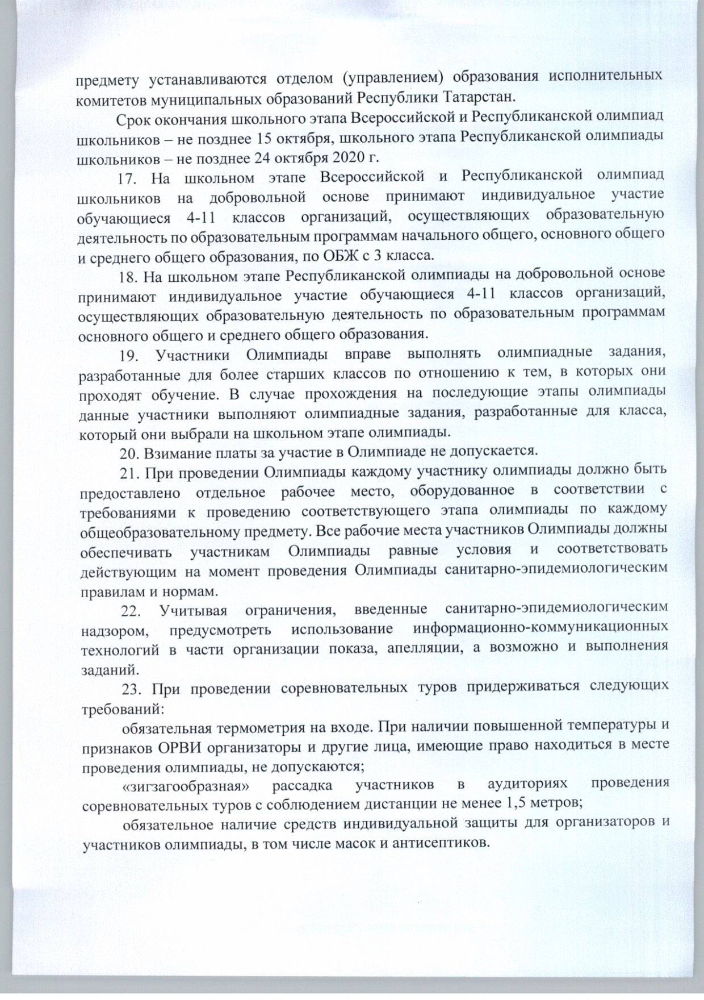 предмету устанавливаются отделом (управлением) образования исполнительных
комитетов муниципальных образований Республики Татарстан.
Срок окончания школьного этапа Всероссийской и Республиканской олимпиад
школьников – не позднее 15 октября, школьного этапа Республиканской олимпиады
школьников – не позднее 24 октября 2020 г.
17. На школьном этапе Всероссийской и Республиканской олимпиад
школьников на добровольной основе принимают индивидуальное участие
обучающиеся 4-11 классов организаций, осуществляющих образовательную
деятельность по образовательным программам начального общего, основного общего
и среднего общего образования, по ОБЖ с 3 класса.
18. На школьном этапе Республиканской олимпиады на добровольной основе
принимают индивидуальное участие обучающиеся 4-11 классов организаций,
осуществляющих образовательную деятельность по образовательным программам
основного общего и среднего общего образования.
19. Участники Олимпиады вправе выполнять олимпиадные задания,
разработанные для более старших классов по отношению к тем, в которых они
проходят обучение. В случае прохождения на последующие этапы олимпиады
данные участники выполняют олимпиадные задания, разработанные для класса,
который они выбрали на школьном этапе олимпиады.
20. Взимание платы за участие в Олимпиаде не допускается.
21. При проведении Олимпиады каждому участнику олимпиады должно быть
предоставлено отдельное рабочее место, оборудованное в соответствии с
требованиями к проведению соответствующего этапа олимпиады по каждому
общеобразовательному предмету. Все рабочие места участников Олимпиады должны
обеспечивать участникам Олимпиады равные условия и соответствовать
действующим на момент проведения Олимпиады санитарно-эпидемиологическим
правилам и нормам.
22. Учитывая ограничения, введенные санитарно-эпидемиологическим
надзором, предусмотреть использование информационно-коммуникационных
технологий в части организации показа, апелляции, а возможно и выполнения
заданий.
23. При проведении соревновательных туров придерживаться следующих
требований:
обязательная термометрия на входе. При наличии повышенной температуры и
признаков ОРВИ организаторы и другие лица, имеющие право находиться в месте
проведения олимпиады, не допускаются;
«зигзагообразная» рассадка участников в аудиториях проведения
соревновательных туров с соблюдением дистанции не менее 1,5 метров;
обязательное наличие средств индивидуальной защиты для организаторов и
участников олимпиады, в том числе масок и антисептиков.